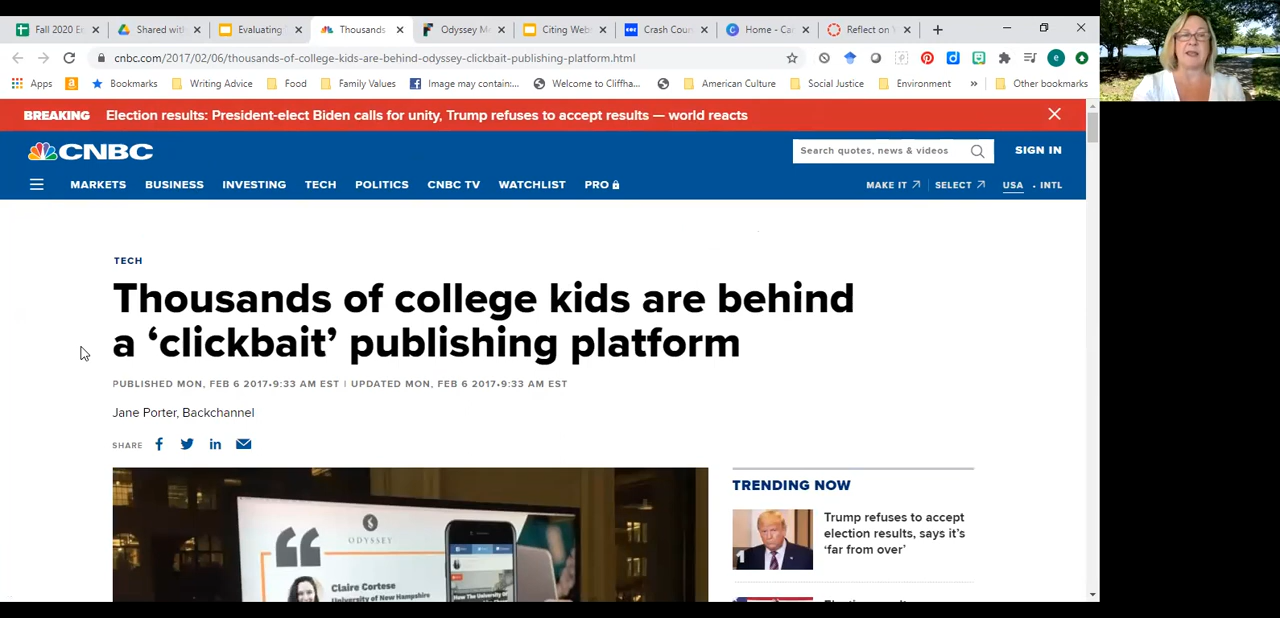 Fall 2020 E
Shared wit
Evaluating
Thousands
Odyssey M
Citing Web
Crash Cou
Home - Ca
Reflect on
cnbc.com/2017/02/06/thousands-of-college-kids-are-behind-odyssey-clickbait-publishing-platform.html
Apps
Bookmarks
Writing Advice
Food
Family Values
Image may contain:...
Welcome to Cliffha...
American Culture
Social Justice
Environment
»
Other bookmarks
BREAKING Election results: President-elect Biden calls for unity, Trump refuses to accept results — world reacts
CNBC
Search quotes, news & videos
SIGN IN
MARKETS BUSINESS INVESTING TECH POLITICS CNBC TV WATCHLIST PRO
MAKE IT SELECT USA • INTL
TECH
Thousands of college kids are behind
a ‘clickbait’ publishing platform
PUBLISHED MON, FEB 6 2017•9:33 AM EST | UPDATED MON, FEB 6 2017•9:33 AM EST
Jane Porter, Backchannel
SHARE
TRENDING NOW
1
Trump refuses to accept
election results, says it's
‘far from over’
ODYSSEY
Claire Cortese
University of New Hampshire